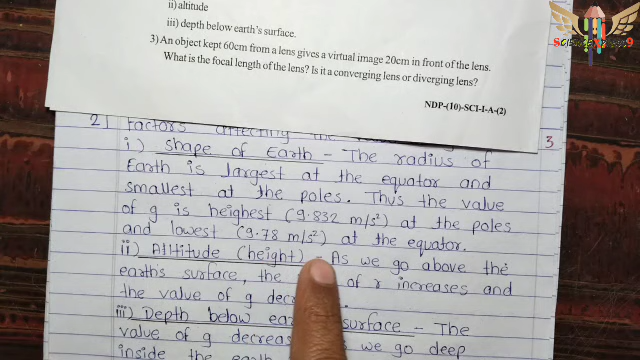 ii) altitude
iii) depth below earth's surface.
3) An object kept 60cm from a lens gives a virtual image 20cm in front of the lens.
What is the focal length of the lens? Is it a converging lens or diverging lens?
NDP-(10)-SCI-I-A-(2)
2) Factors affecting the
3
i) Shape of Earth - The radius of
Earth is largest at the equator and
smallest at the poles. Thus the value
of g is heighest (9.832 m/s²) at the poles
and lowest (9.78 m/s²) at the equator.
ii) Altitude (height) - As we go above the
earth's surface, the of r increases and
the value of g
iii) Depth below surface - The
value of g we go deep
inside the